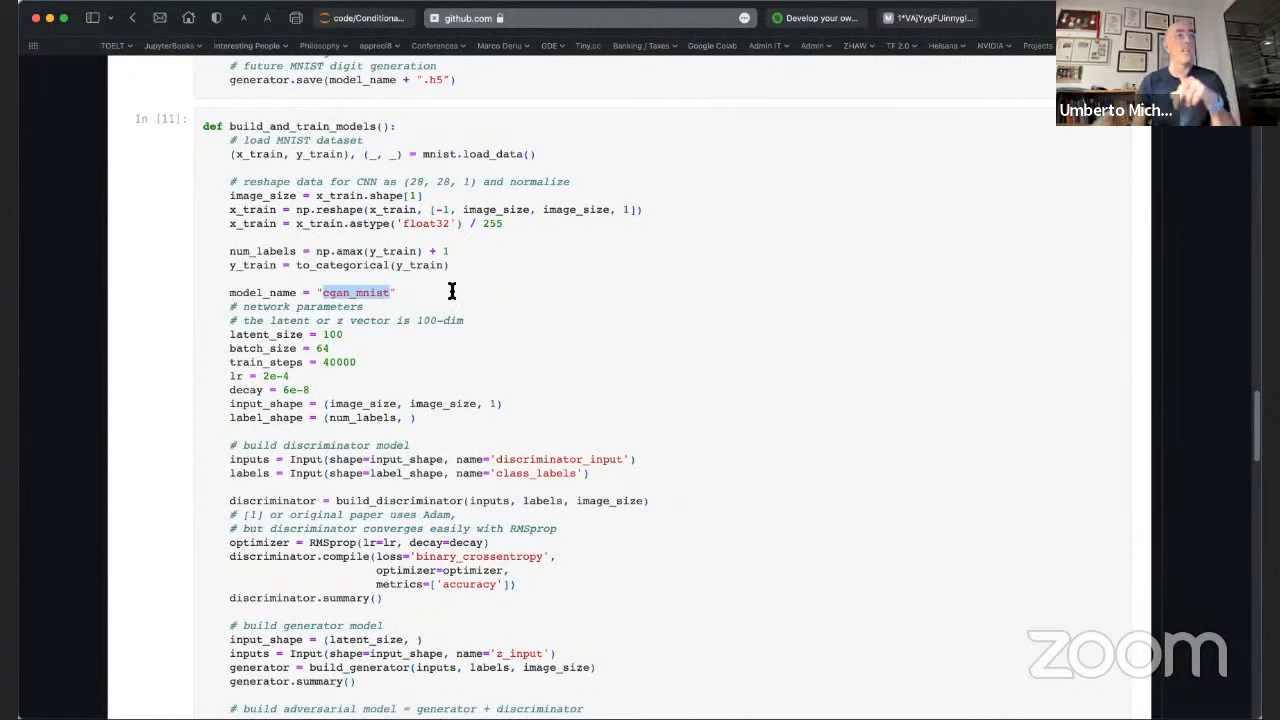 code/Conditiona...
github.com
Develop your ow...
1*VAjYygFUinnygl...
TOELT
JupyterBooks
Interesting People
Philosophy
appreci8
Conferences
Marco Deriu
GDE
Tiny.cc
Banking / Taxes
Google Colab
Admin IT
Admin
ZHAW
TF 2.0
Helsana
NVIDIA
Projects
Umberto Mich...
# future MNIST digit generation
generator.save(model_name + ".h5")
In [11]:
def build_and_train_models():
# load MNIST dataset
(x_train, y_train), (_, _) = mnist.load_data()
# reshape data for CNN as (28, 28, 1) and normalize
image_size = x_train.shape[1]
x_train = np.reshape(x_train, [-1, image_size, image_size, 1])
x_train = x_train.astype('float32') / 255
num_labels = np.amax(y_train) + 1
y_train = to_categorical(y_train)
model_name = "cgan_mnist"
# network parameters
# the latent or z vector is 100-dim
latent_size = 100
batch_size = 64
train_steps = 40000
lr = 2e-4
decay = 6e-8
input_shape = (image_size, image_size, 1)
label_shape = (num_labels, )
# build discriminator model
inputs = Input(shape=input_shape, name='discriminator_input')
labels = Input(shape=label_shape, name='class_labels')
discriminator = build_discriminator(inputs, labels, image_size)
# [1] or original paper uses Adam,
# but discriminator converges easily with RMSprop
optimizer = RMSprop(lr=lr, decay=decay)
discriminator.compile(loss='binary_crossentropy',
optimizer=optimizer,
metrics=['accuracy'])
discriminator.summary()
# build generator model
input_shape = (latent_size, )
inputs = Input(shape=input_shape, name='z_input')
generator = build_generator(inputs, labels, image_size)
generator.summary()
# build adversarial model = generator + discriminator
zoom